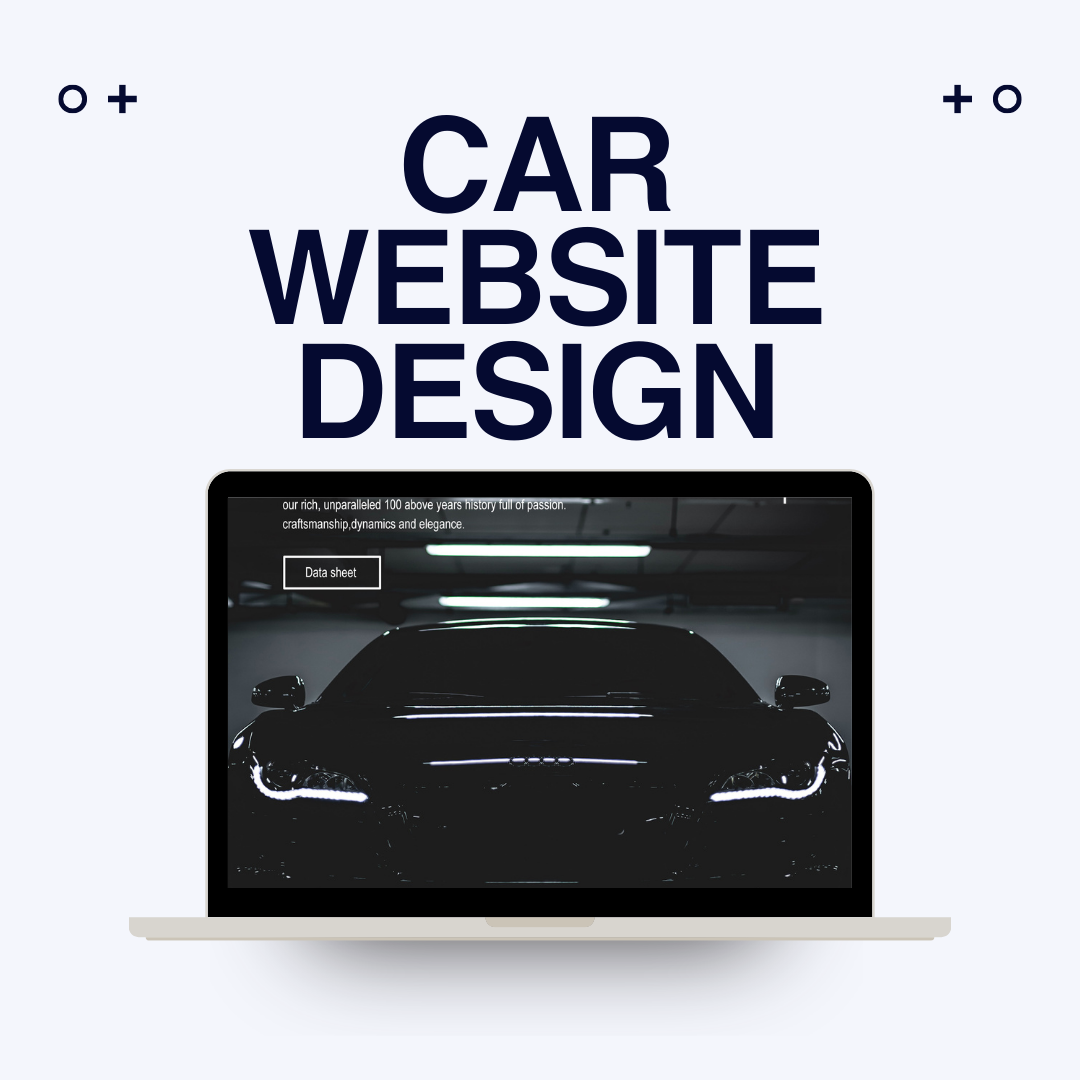 CAR
WEBSITE
DESIGN
our rich, unparalleled 100 above years history full of passion.
craftsmanship,dynamics and elegance.
Data sheet